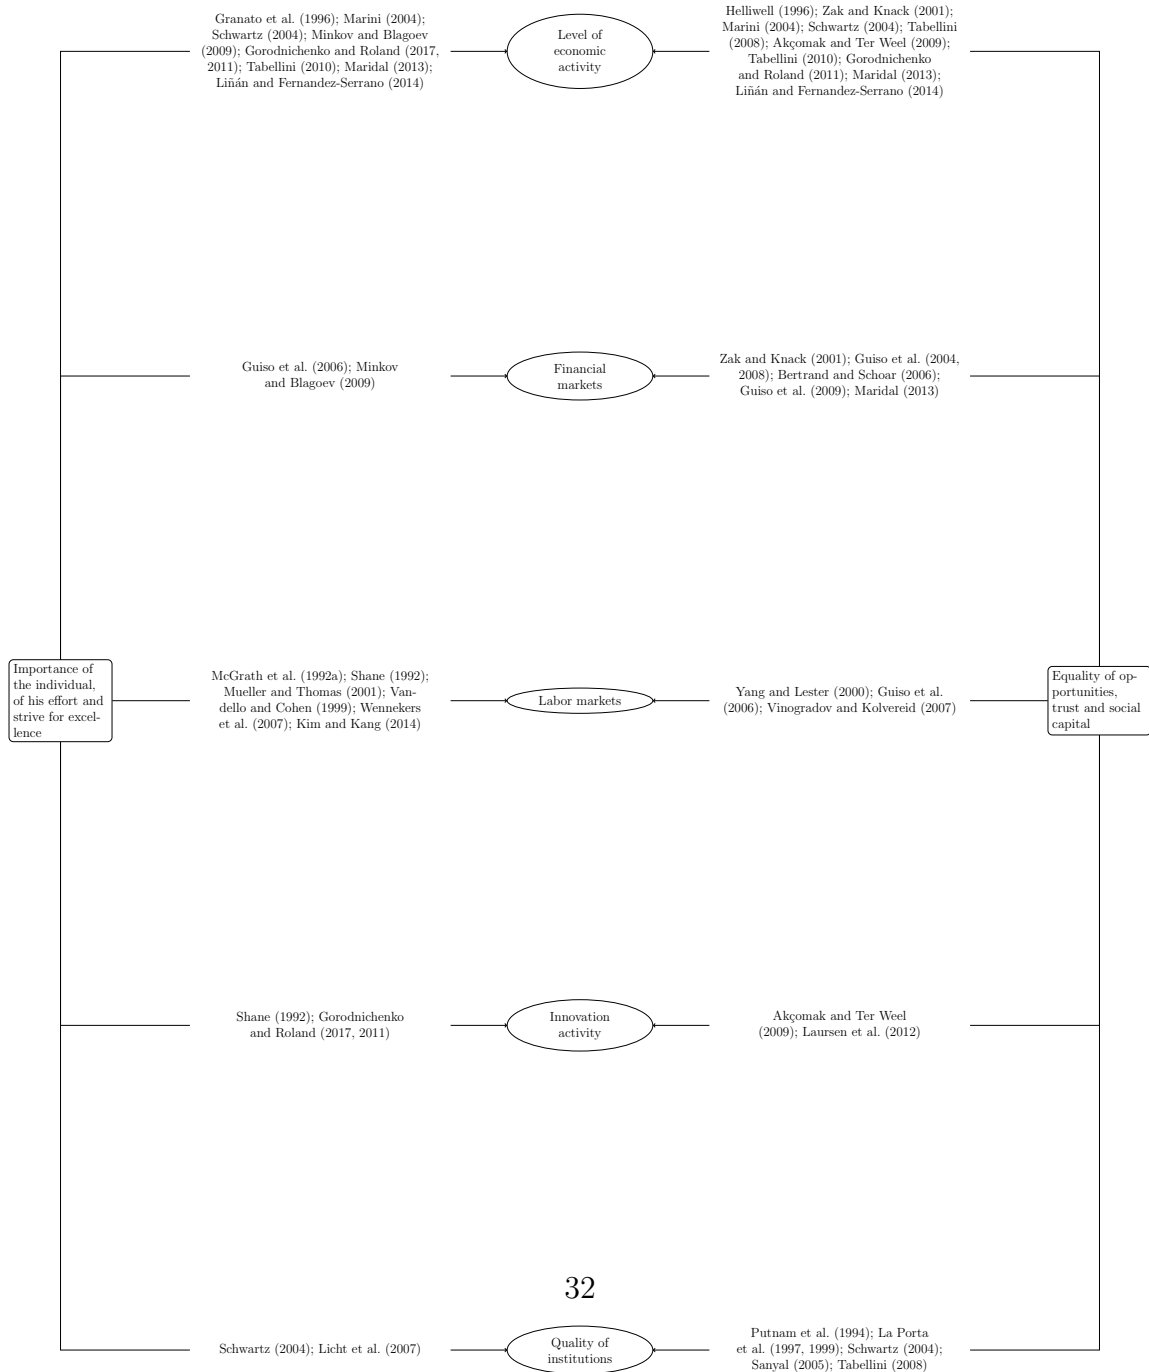 Granato et al. (1996); Marini (2004);
Schwartz (2004); Minkov and Blagoev
(2009); Gorodnichenko and Roland (2017,
2011); Tabellini (2010); Maridal (2013);
Liñán and Fernandez-Serrano (2014)
Level of
economic
activity
Helliwell (1996); Zak and Knack (2001);
Marini (2004); Schwartz (2004); Tabellini
(2008); Akçomak and Ter Weel (2009);
Tabellini (2010); Gorodnichenko
and Roland (2011); Maridal (2013);
Liñán and Fernandez-Serrano (2014)
Guiso et al. (2006); Minkov
and Blagoev (2009)
Financial
markets
Zak and Knack (2001); Guiso et al. (2004,
2008); Bertrand and Schoar (2006);
Guiso et al. (2009); Maridal (2013)
Importance of
the individual,
of his effort and
strive for excel-
lence
McGrath et al. (1992a); Shane (1992);
Mueller and Thomas (2001); Van-
dello and Cohen (1999); Wennekers
et al. (2007); Kim and Kang (2014)
Labor markets
Yang and Lester (2000); Guiso et al.
(2006); Vinogradov and Kolvereid (2007)
Equality of op-
portunities,
trust and social
capital
Shane (1992); Gorodnichenko
and Roland (2017, 2011)
Innovation
activity
Akçomak and Ter Weel
(2009); Laursen et al. (2012)
32
Schwartz (2004); Licht et al. (2007)
Quality of
institutions
Putnam et al. (1994); La Porta
et al. (1997, 1999); Schwartz (2004);
Sanyal (2005); Tabellini (2008)